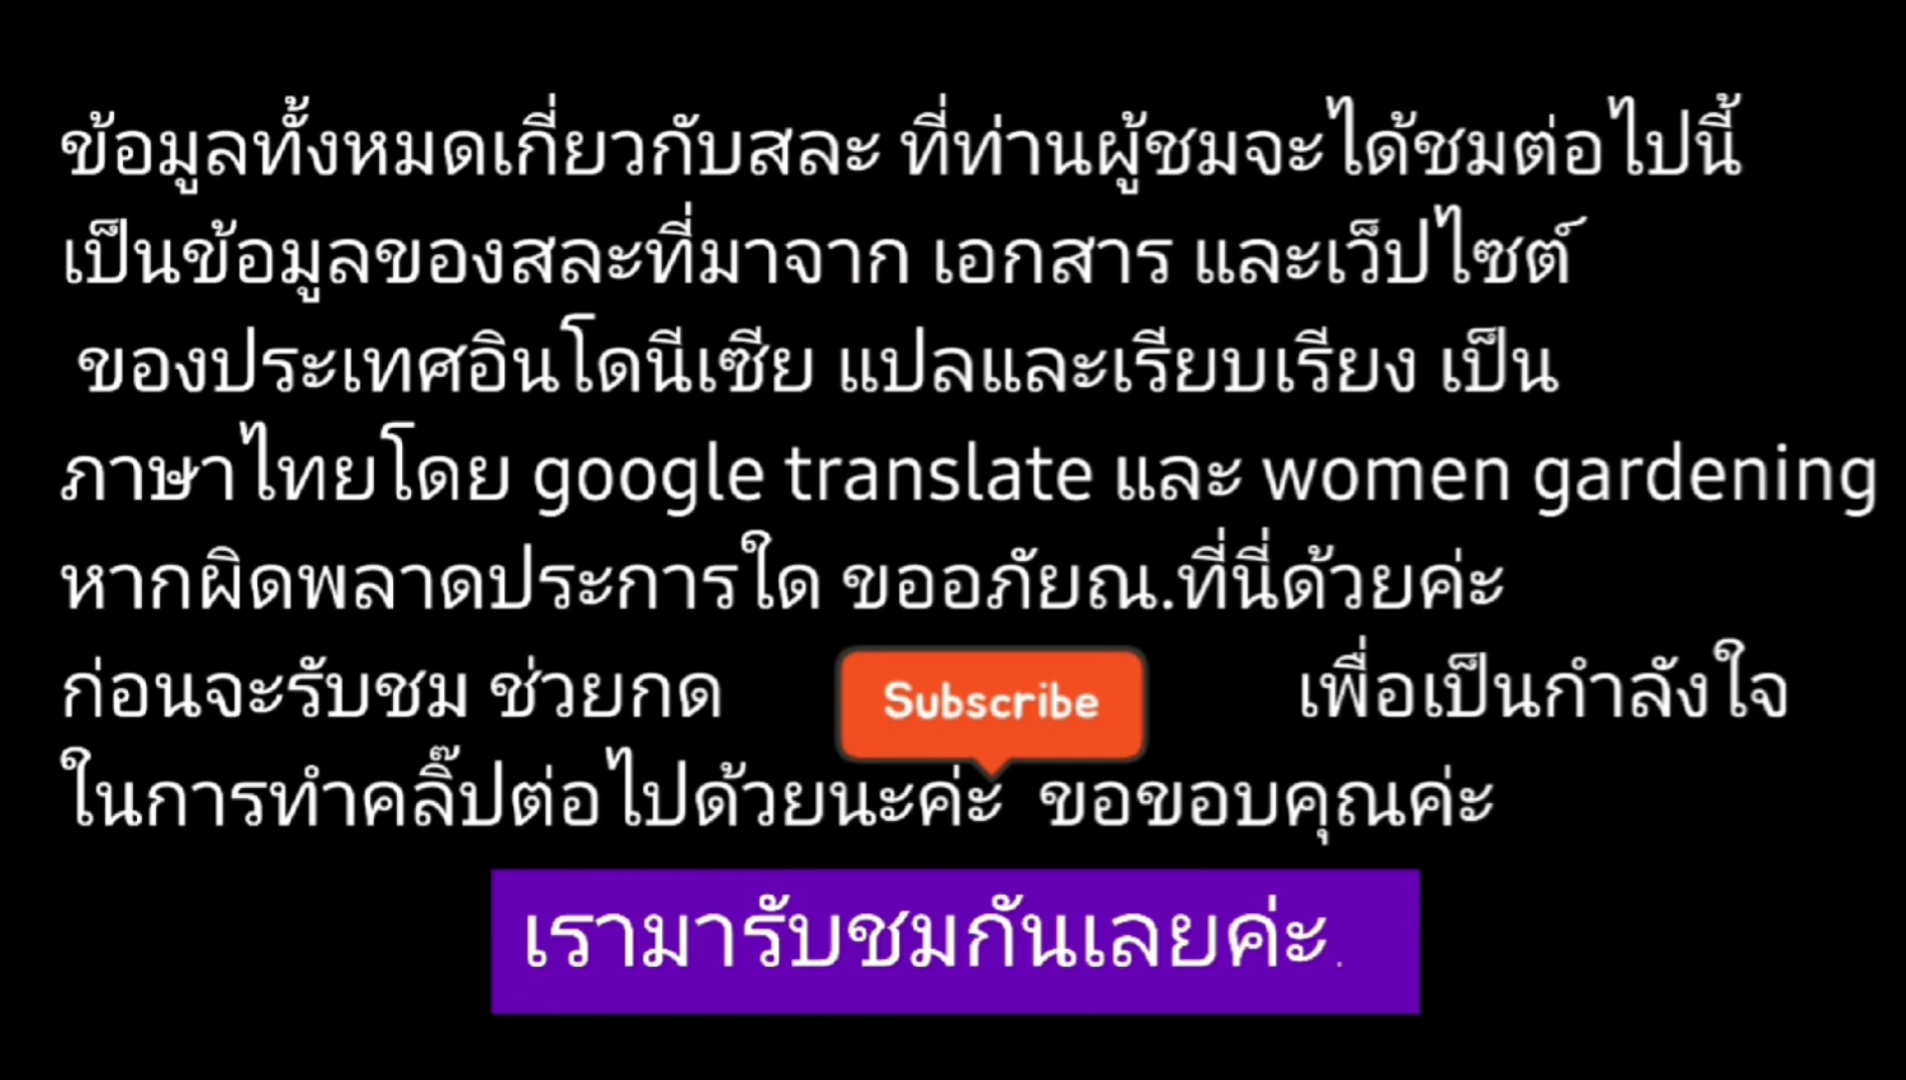 ข้อมูลทั้งหมดเกี่ยวกับสละ ที่ท่านผู้ชมจะได้ชมต่อไปนี้
เป็นข้อมูลของสละที่มาจาก เอกสาร และเว็ปไซต์
ของประเทศอินโดนีเซีย แปลและเรียบเรียง เป็น
ภาษาไทยโดย google translate และ women gardening
หากผิดพลาดประการใด ขออภัยณ.ที่นี่ด้วยค่ะ
ก่อนจะรับชม ช่วยกด Subscribe เพื่อเป็นกำลังใจ
ในการทำคลิ๊ปต่อไปด้วยนะค่ะ ขอขอบคุณค่ะ
เรามารับชมกันเลยค่ะ.